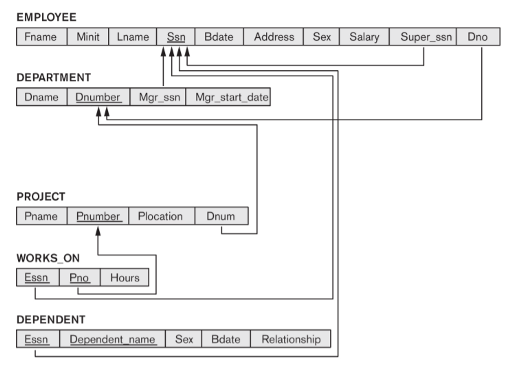 EMPLOYEE
Fname Minit Lname Ssn Bdate Address Sex Salary Super_ssn Dno
DEPARTMENT
Dname Dnumber Mgr_ssn Mgr_start_date
PROJECT
Pname Pnumber Plocation Dnum
WORKS_ON
Essn Pno Hours
DEPENDENT
Essn Dependent_name Sex Bdate Relationship